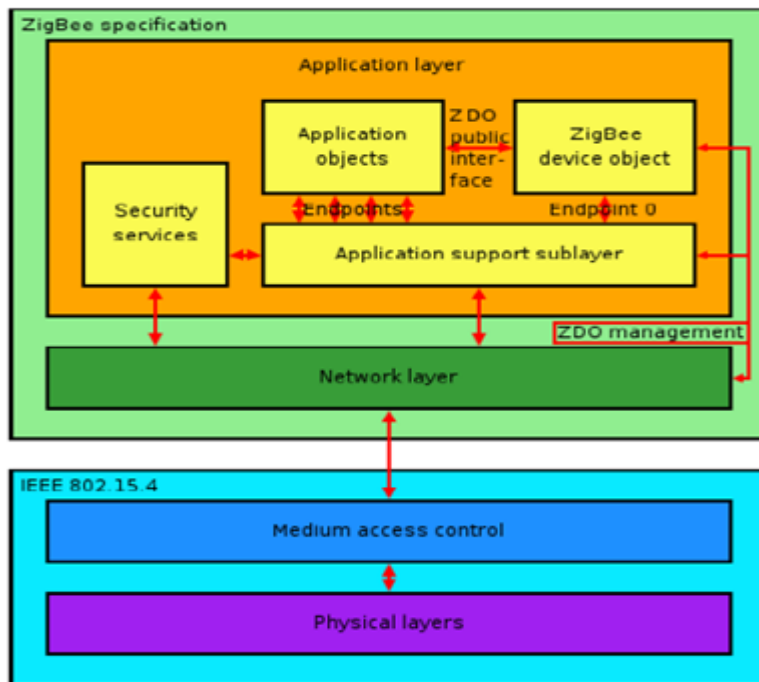 ZigBee specification
Application layer
Application
objects
ZDO
public
inter-
face
ZigBee
device object
Security
services
Endpoints
Endpoint 0
Application support sublayer
ZDO management
Network layer
IEEE 802.15.4
Medium access control
Physical layers